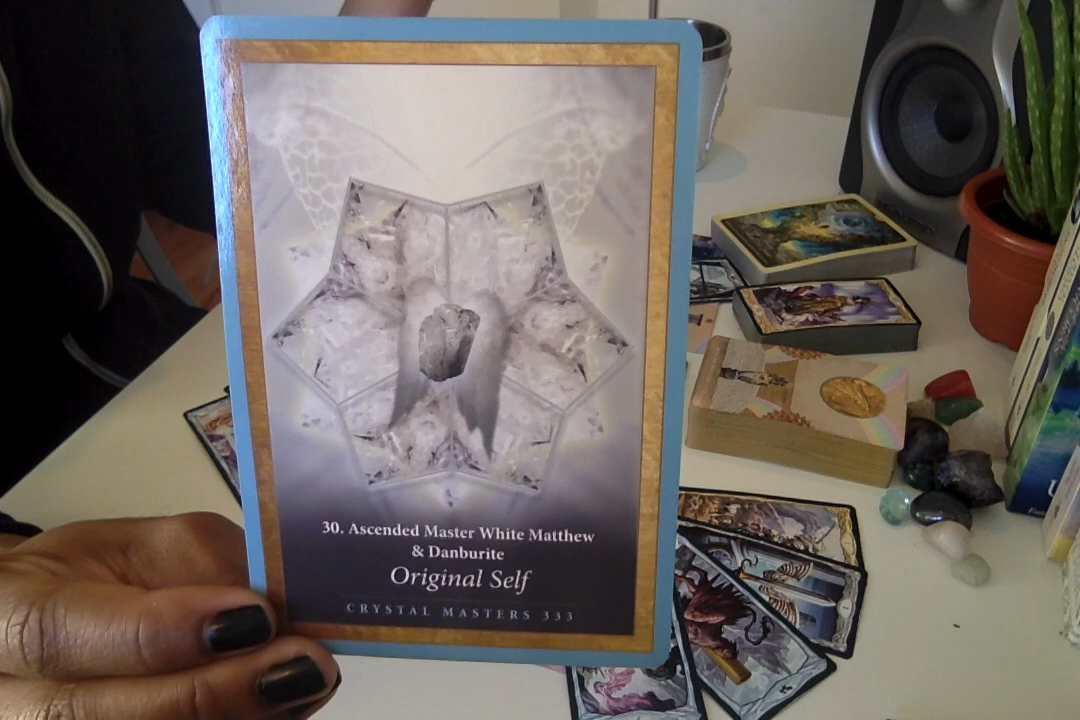 30. Ascended Master White Matthew
& Danburite
Original Self
CRYSTAL MASTERS 333